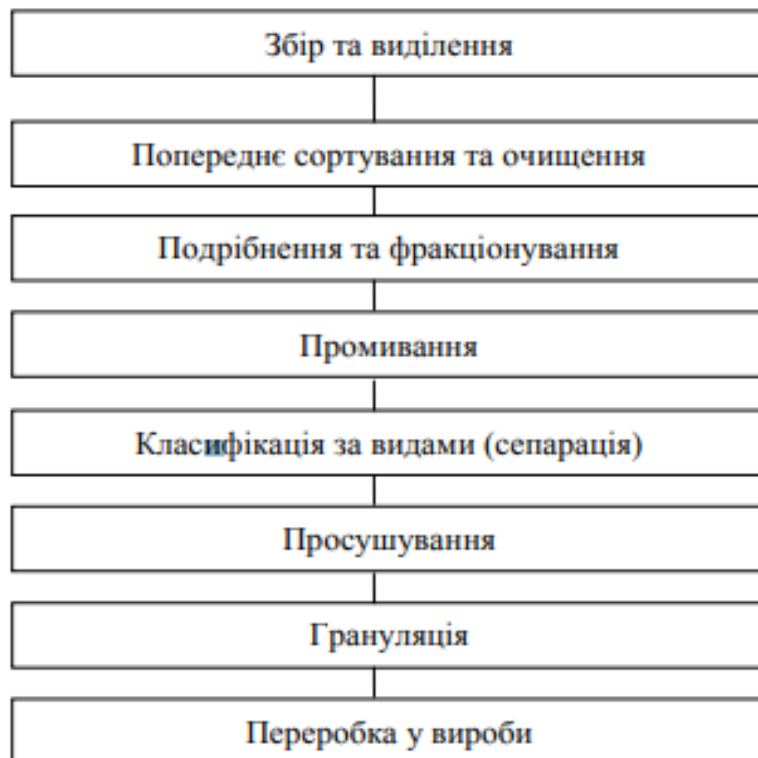 Збір та виділення
Попереднє сортування та очищення
Подрібнення та фракціонування
Промивання
Класифікація за видами (сепарація)
Просушування
Грануляція
Переробка у вироби